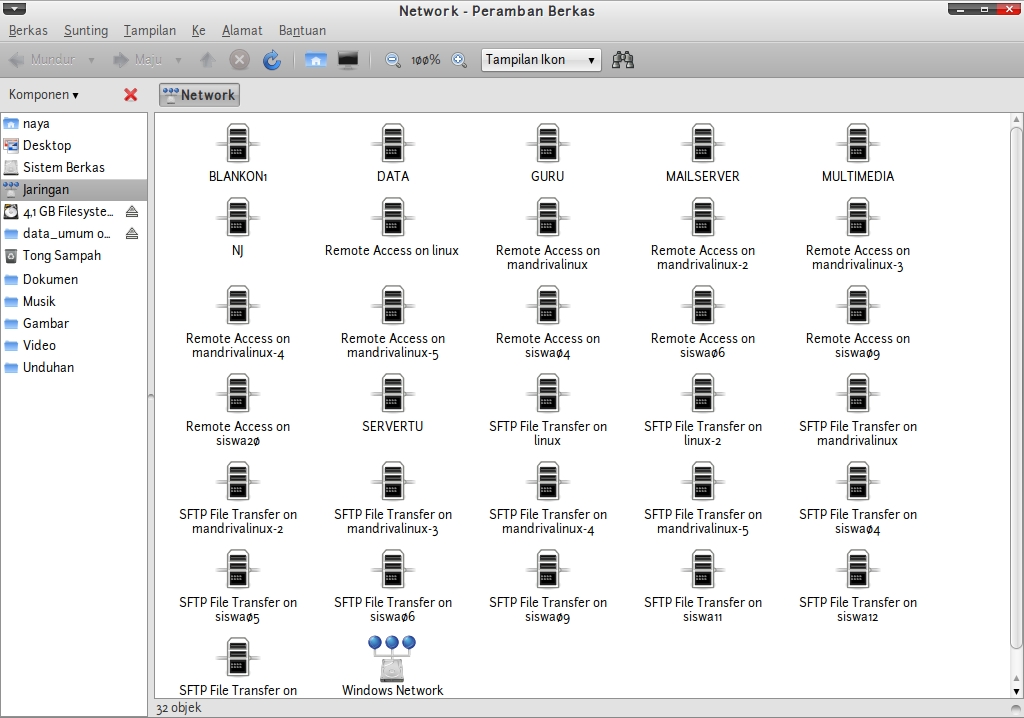 Network - Peramban Berkas
Berkas Sunting Tampilan Ke Alamat Bantuan
Mundur Maju 100% Tampilan Ikon
Komponen
Network
naya
Desktop
Sistem Berkas
Jaringan
4,1 GB Filesyste...
data_umum o...
Tong Sampah
Dokumen
Musik
Gambar
Video
Unduhan
BLANKON1
DATA
GURU
MAILSERVER
MULTIMEDIA
NJ
Remote Access on linux
Remote Access on
mandrivalinux
Remote Access on
mandrivalinux-2
Remote Access on
mandrivalinux-3
Remote Access on
mandrivalinux-4
Remote Access on
mandrivalinux-5
Remote Access on
siswa04
Remote Access on
siswa06
Remote Access on
siswa09
Remote Access on
siswa20
SERVERTU
SFTP File Transfer on
linux
SFTP File Transfer on
linux-2
SFTP File Transfer on
mandrivalinux
SFTP File Transfer on
mandrivalinux-2
SFTP File Transfer on
mandrivalinux-3
SFTP File Transfer on
mandrivalinux-4
SFTP File Transfer on
mandrivalinux-5
SFTP File Transfer on
siswa04
SFTP File Transfer on
siswa05
SFTP File Transfer on
siswa06
SFTP File Transfer on
siswa09
SFTP File Transfer on
siswa11
SFTP File Transfer on
siswa12
SFTP File Transfer on
Windows Network
32 objek